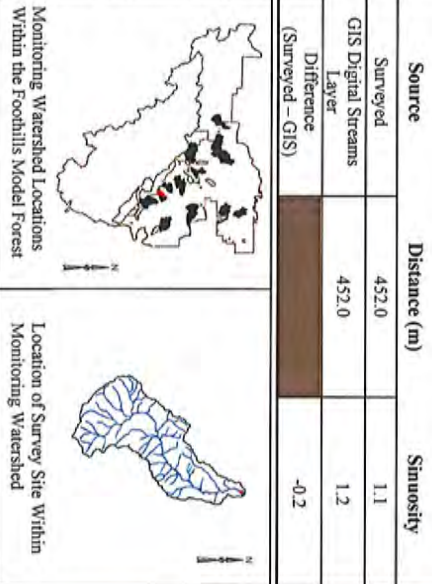 Source Distance (m) Sinuosity
Surveyed 452.0 1.1
GIS Digital Streams
Layer 452.0 1.2
Difference
(Surveyed – GIS) -0.2
N
Monitoring Watershed Locations
Within the Foothills Model Forest
N
Location of Survey Site Within
Monitoring Watershed